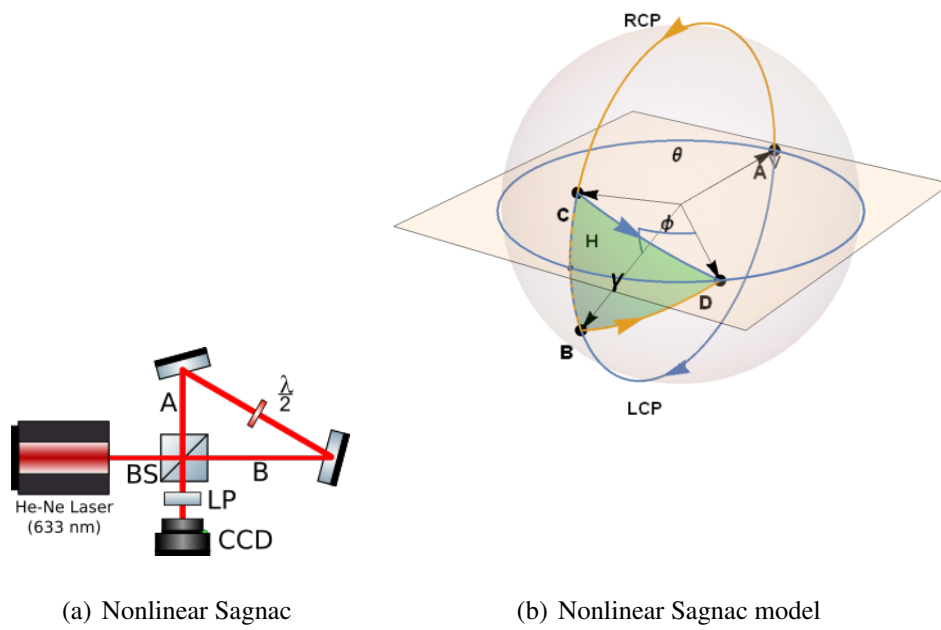 RCP
θ
A
C
H
ϕ
γ
D
B
LCP
λ
2
A
BS
B
LP
He-Ne Laser
(633 nm)
CCD
(a) Nonlinear Sagnac
(b) Nonlinear Sagnac model